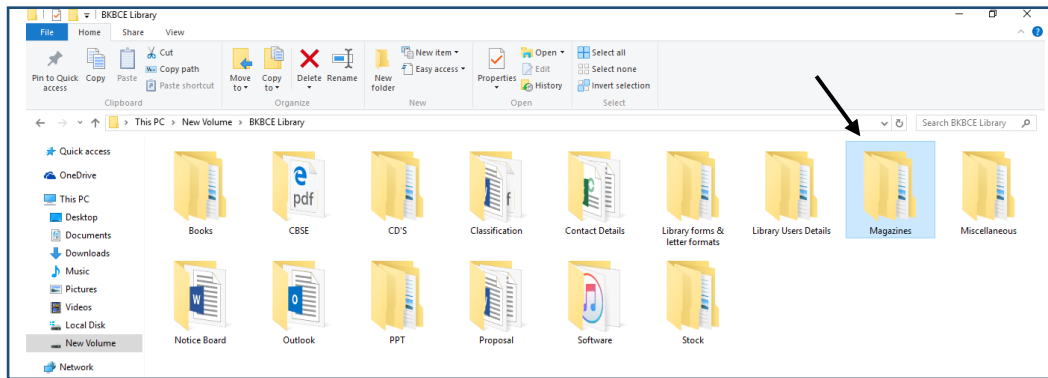 BKBCE Library
File Home Share View
Pin to Quick access
Copy
Paste
Cut
Copy path
Paste shortcut
Move to
Copy to
Delete
Rename
New folder
New item
Easy access
Properties
Open
Edit
History
Select all
Select none
Invert selection
Clipboard Organize New Open Select
This PC > New Volume > BKBCE Library
Search BKBCE Library
Quick access
OneDrive
This PC
Desktop
Documents
Downloads
Music
Pictures
Videos
Local Disk
New Volume
Network
pdf
f
Books CBSE CD'S Classification Contact Details Library forms & Library Users Details Magazines Miscellaneous
letter formats
Notice Board Outlook PPT Proposal Software Stock